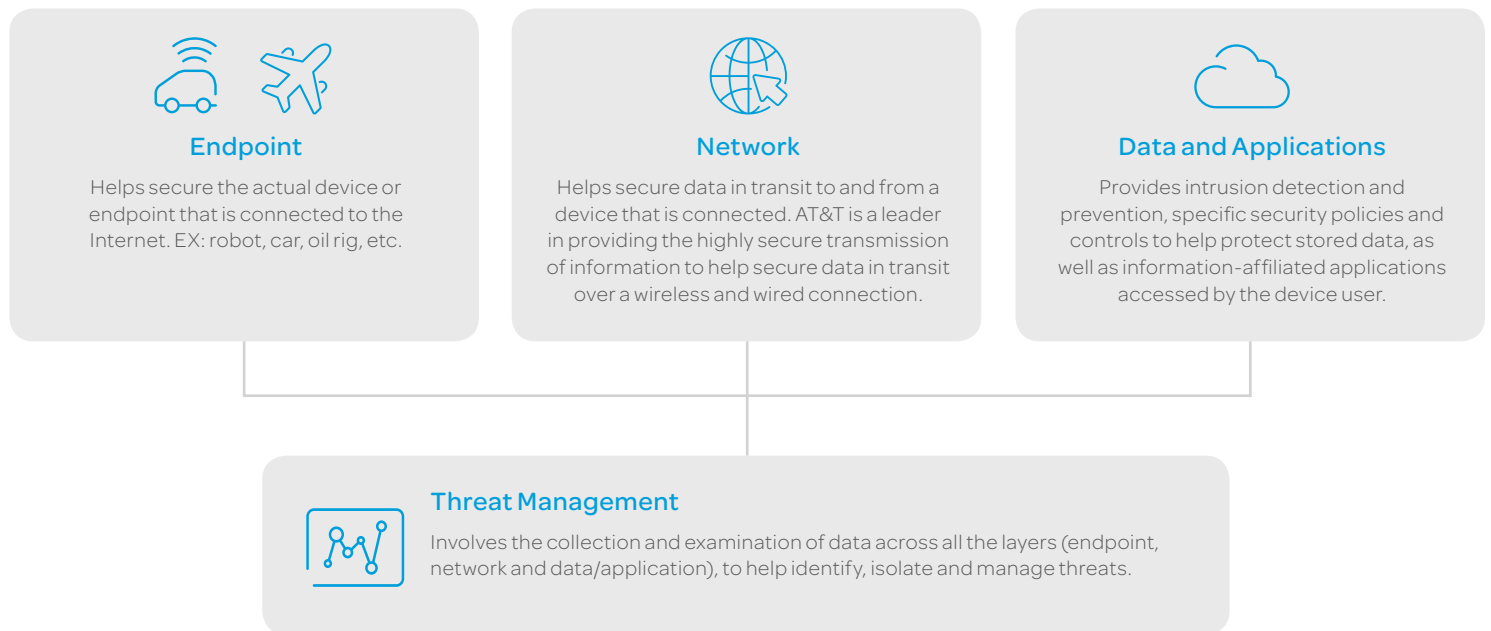 Endpoint
Helps secure the actual device or
endpoint that is connected to the
Internet. EX: robot, car, oil rig, etc.
Network
Helps secure data in transit to and from a
device that is connected. AT&T is a leader
in providing the highly secure transmission
of information to help secure data in transit
over a wireless and wired connection.
Data and Applications
Provides intrusion detection and
prevention, specific security policies and
controls to help protect stored data, as
well as information-affiliated applications
accessed by the device user.
Threat Management
Involves the collection and examination of data across all the layers (endpoint,
network and data/application), to help identify, isolate and manage threats.